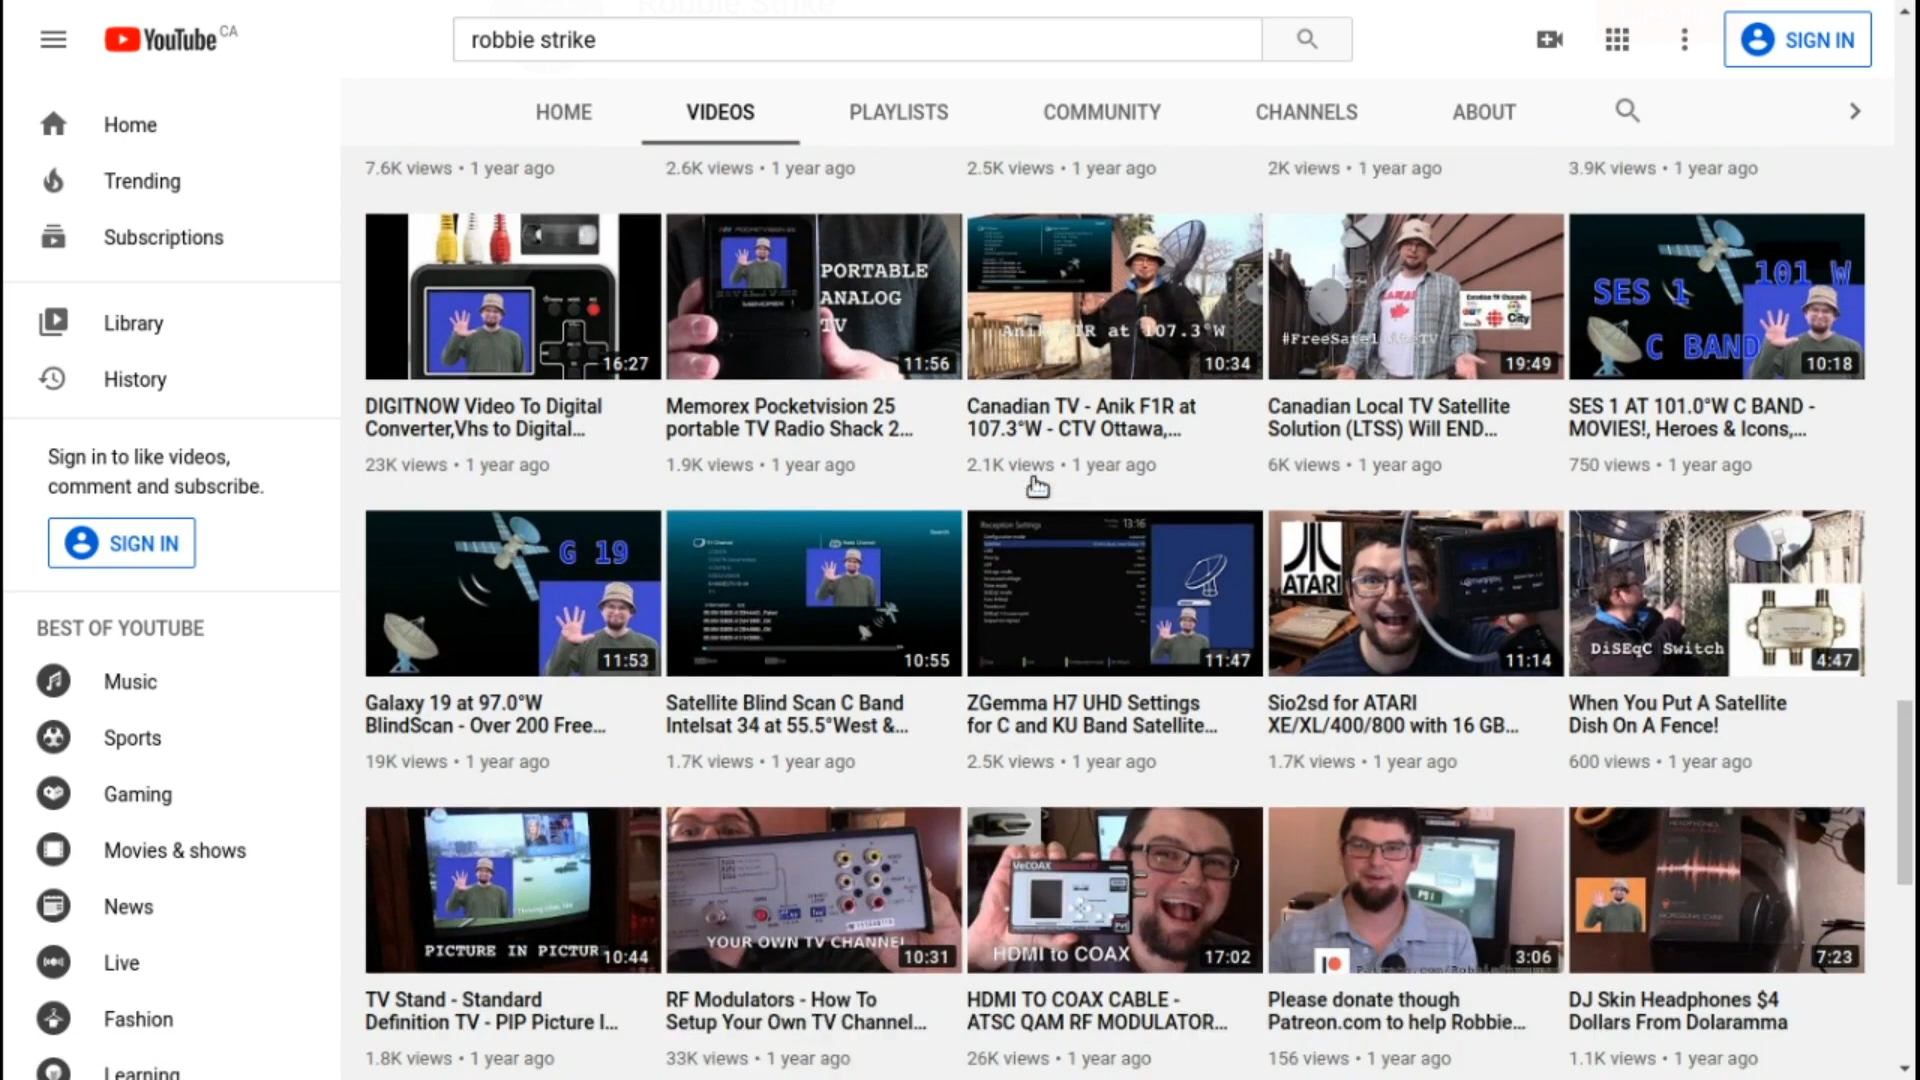 YouTube CA
robbie strike
SIGN IN
HOME
VIDEOS
PLAYLISTS
COMMUNITY
CHANNELS
ABOUT
Home
Trending
Subscriptions
Library
History
Sign in to like videos,
comment and subscribe.
SIGN IN
BEST OF YOUTUBE
Music
Sports
Gaming
Movies & shows
News
Live
Fashion
Learning
7.6K views • 1 year ago
2.6K views • 1 year ago
2.5K views • 1 year ago
2K views • 1 year ago
3.9K views • 1 year ago
16:27
DIGITNOW Video To Digital
Converter,Vhs to Digital...
23K views • 1 year ago
PORTABLE
ANALOG
TV
11:56
Memorex Pocketvision 25
portable TV Radio Shack 2...
1.9K views • 1 year ago
Anik F1R at 107.3°W
10:34
Canadian TV - Anik F1R at
107.3°W - CTV Ottawa,...
2.1K views • 1 year ago
Canadian TV Channels
City
#FreeSatelliteTV
19:49
Canadian Local TV Satellite
Solution (LTSS) Will END...
6K views • 1 year ago
SES 1 101 W
C BAND
10:18
SES 1 AT 101.0°W C BAND -
MOVIES!, Heroes & Icons,...
750 views • 1 year ago
G 19
11:53
Galaxy 19 at 97.0°W
BlindScan - Over 200 Free...
19K views • 1 year ago
10:55
Satellite Blind Scan C Band
Intelsat 34 at 55.5°West &...
1.7K views • 1 year ago
Reception Settings
13:16
11:47
ZGemma H7 UHD Settings
for C and KU Band Satellite...
2.5K views • 1 year ago
ATARI
11:14
Sio2sd for ATARI
XE/XL/400/800 with 16 GB...
1.7K views • 1 year ago
DiSEqC Switch
4:47
When You Put A Satellite
Dish On A Fence!
600 views • 1 year ago
PICTURE IN PICTUR
10:44
TV Stand - Standard
Definition TV - PIP Picture I...
1.8K views • 1 year ago
YOUR OWN TV CHANNEL
10:31
RF Modulators - How To
Setup Your Own TV Channel...
33K views • 1 year ago
VeCOAX
HDMI to COAX
17:02
HDMI TO COAX CABLE -
ATSC QAM RF MODULATOR...
26K views • 1 year ago
3:06
Please donate though
Patreon.com to help Robbie...
156 views • 1 year ago
7:23
DJ Skin Headphones $4
Dollars From Dolaramma
1.1K views • 1 year ago